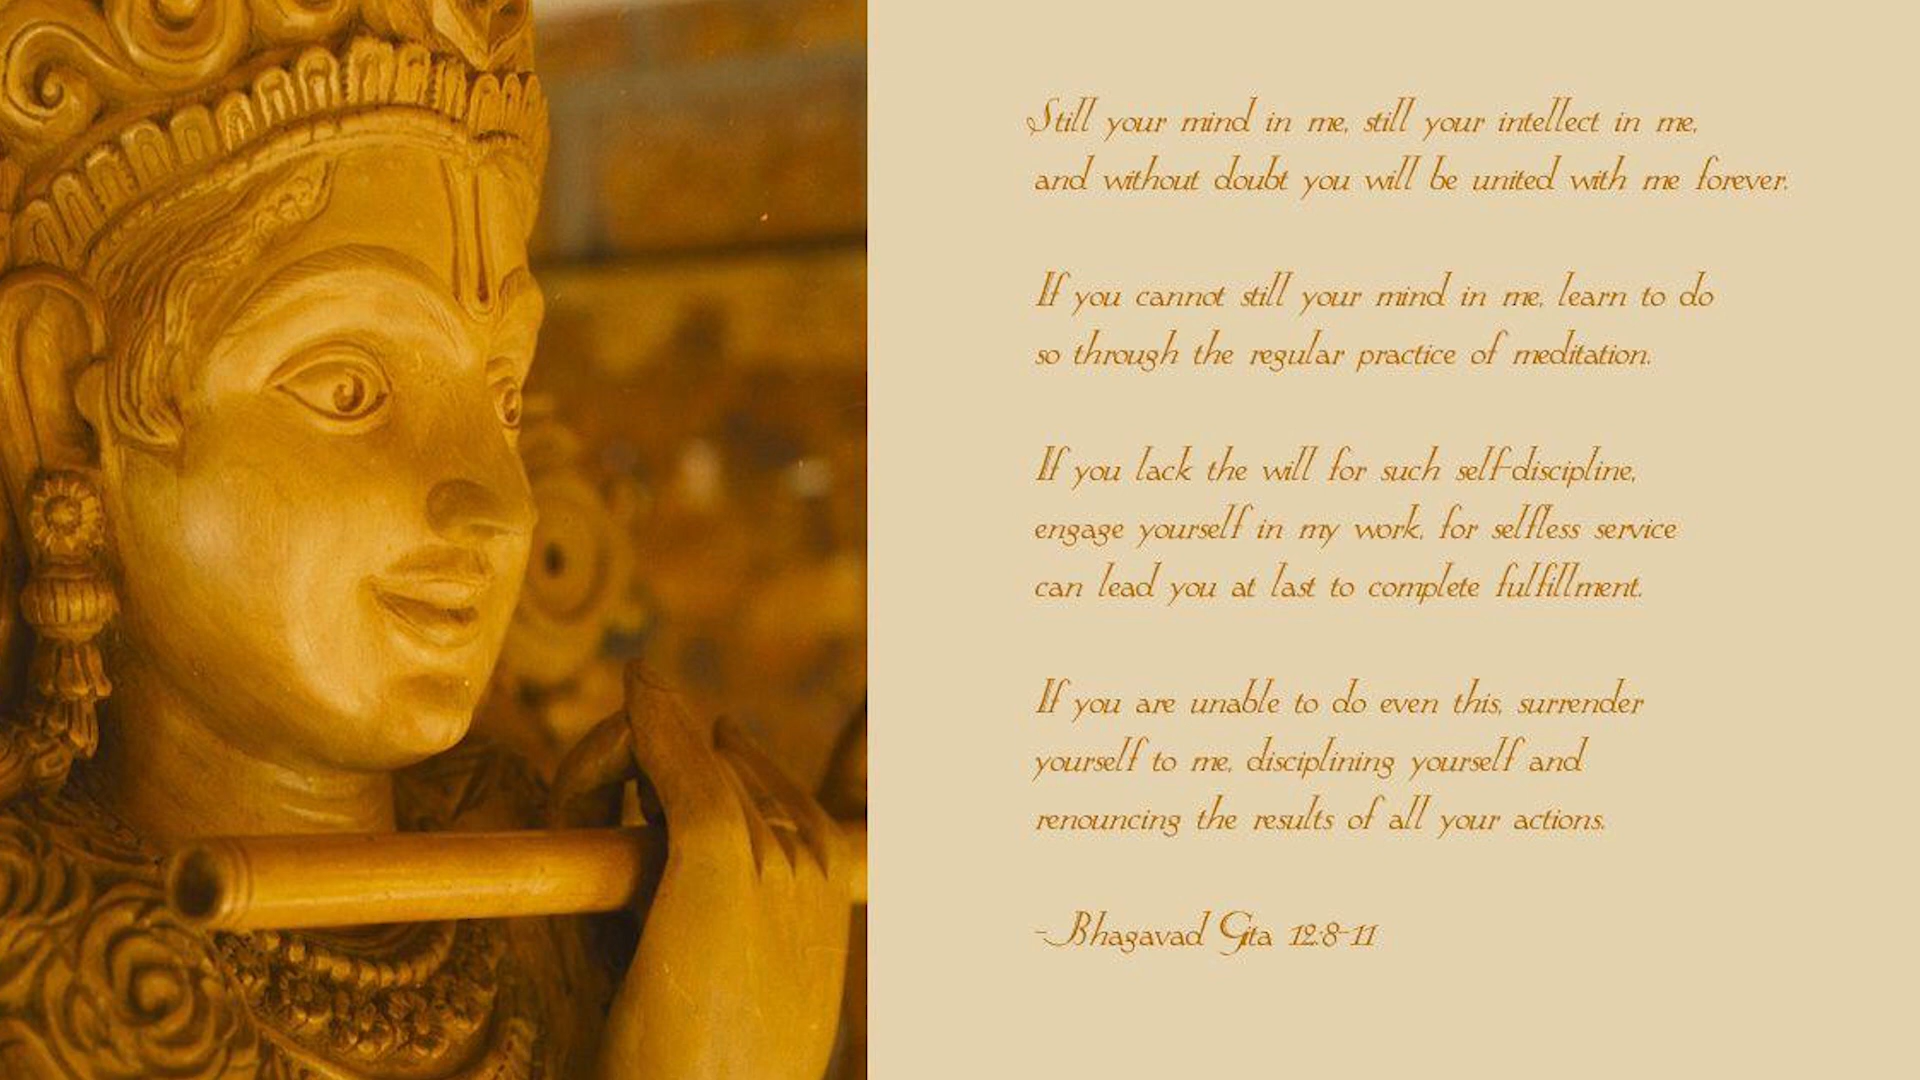 Still your mind in me, still your intellect in me,
and without doubt you will be united with me forever.
If you cannot still your mind in me, learn to do
so through the regular practice of meditation.
If you lack the will for such self-discipline,
engage yourself in my work, for selfless service
can lead you at last to complete fulfillment.
If you are unable to do even this, surrender
yourself to me, disciplining yourself and
renouncing the results of all your actions.
-Bhagavad Gita 12:8-11